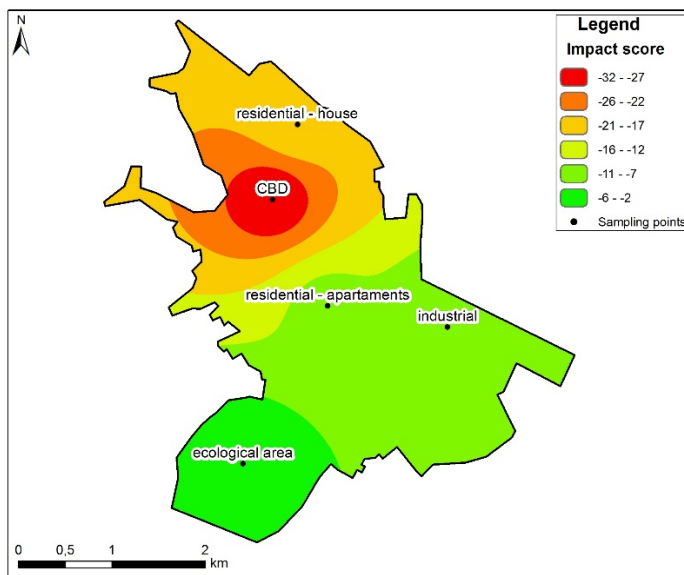 N
Legend
Impact score
-32 - -27
-26 - -22
-21 - -17
-16 - -12
-11 - -7
-6 - -2
Sampling points
residential - house
CBD
residential - apartaments
industrial
ecological area
0 0,5 1 2
km